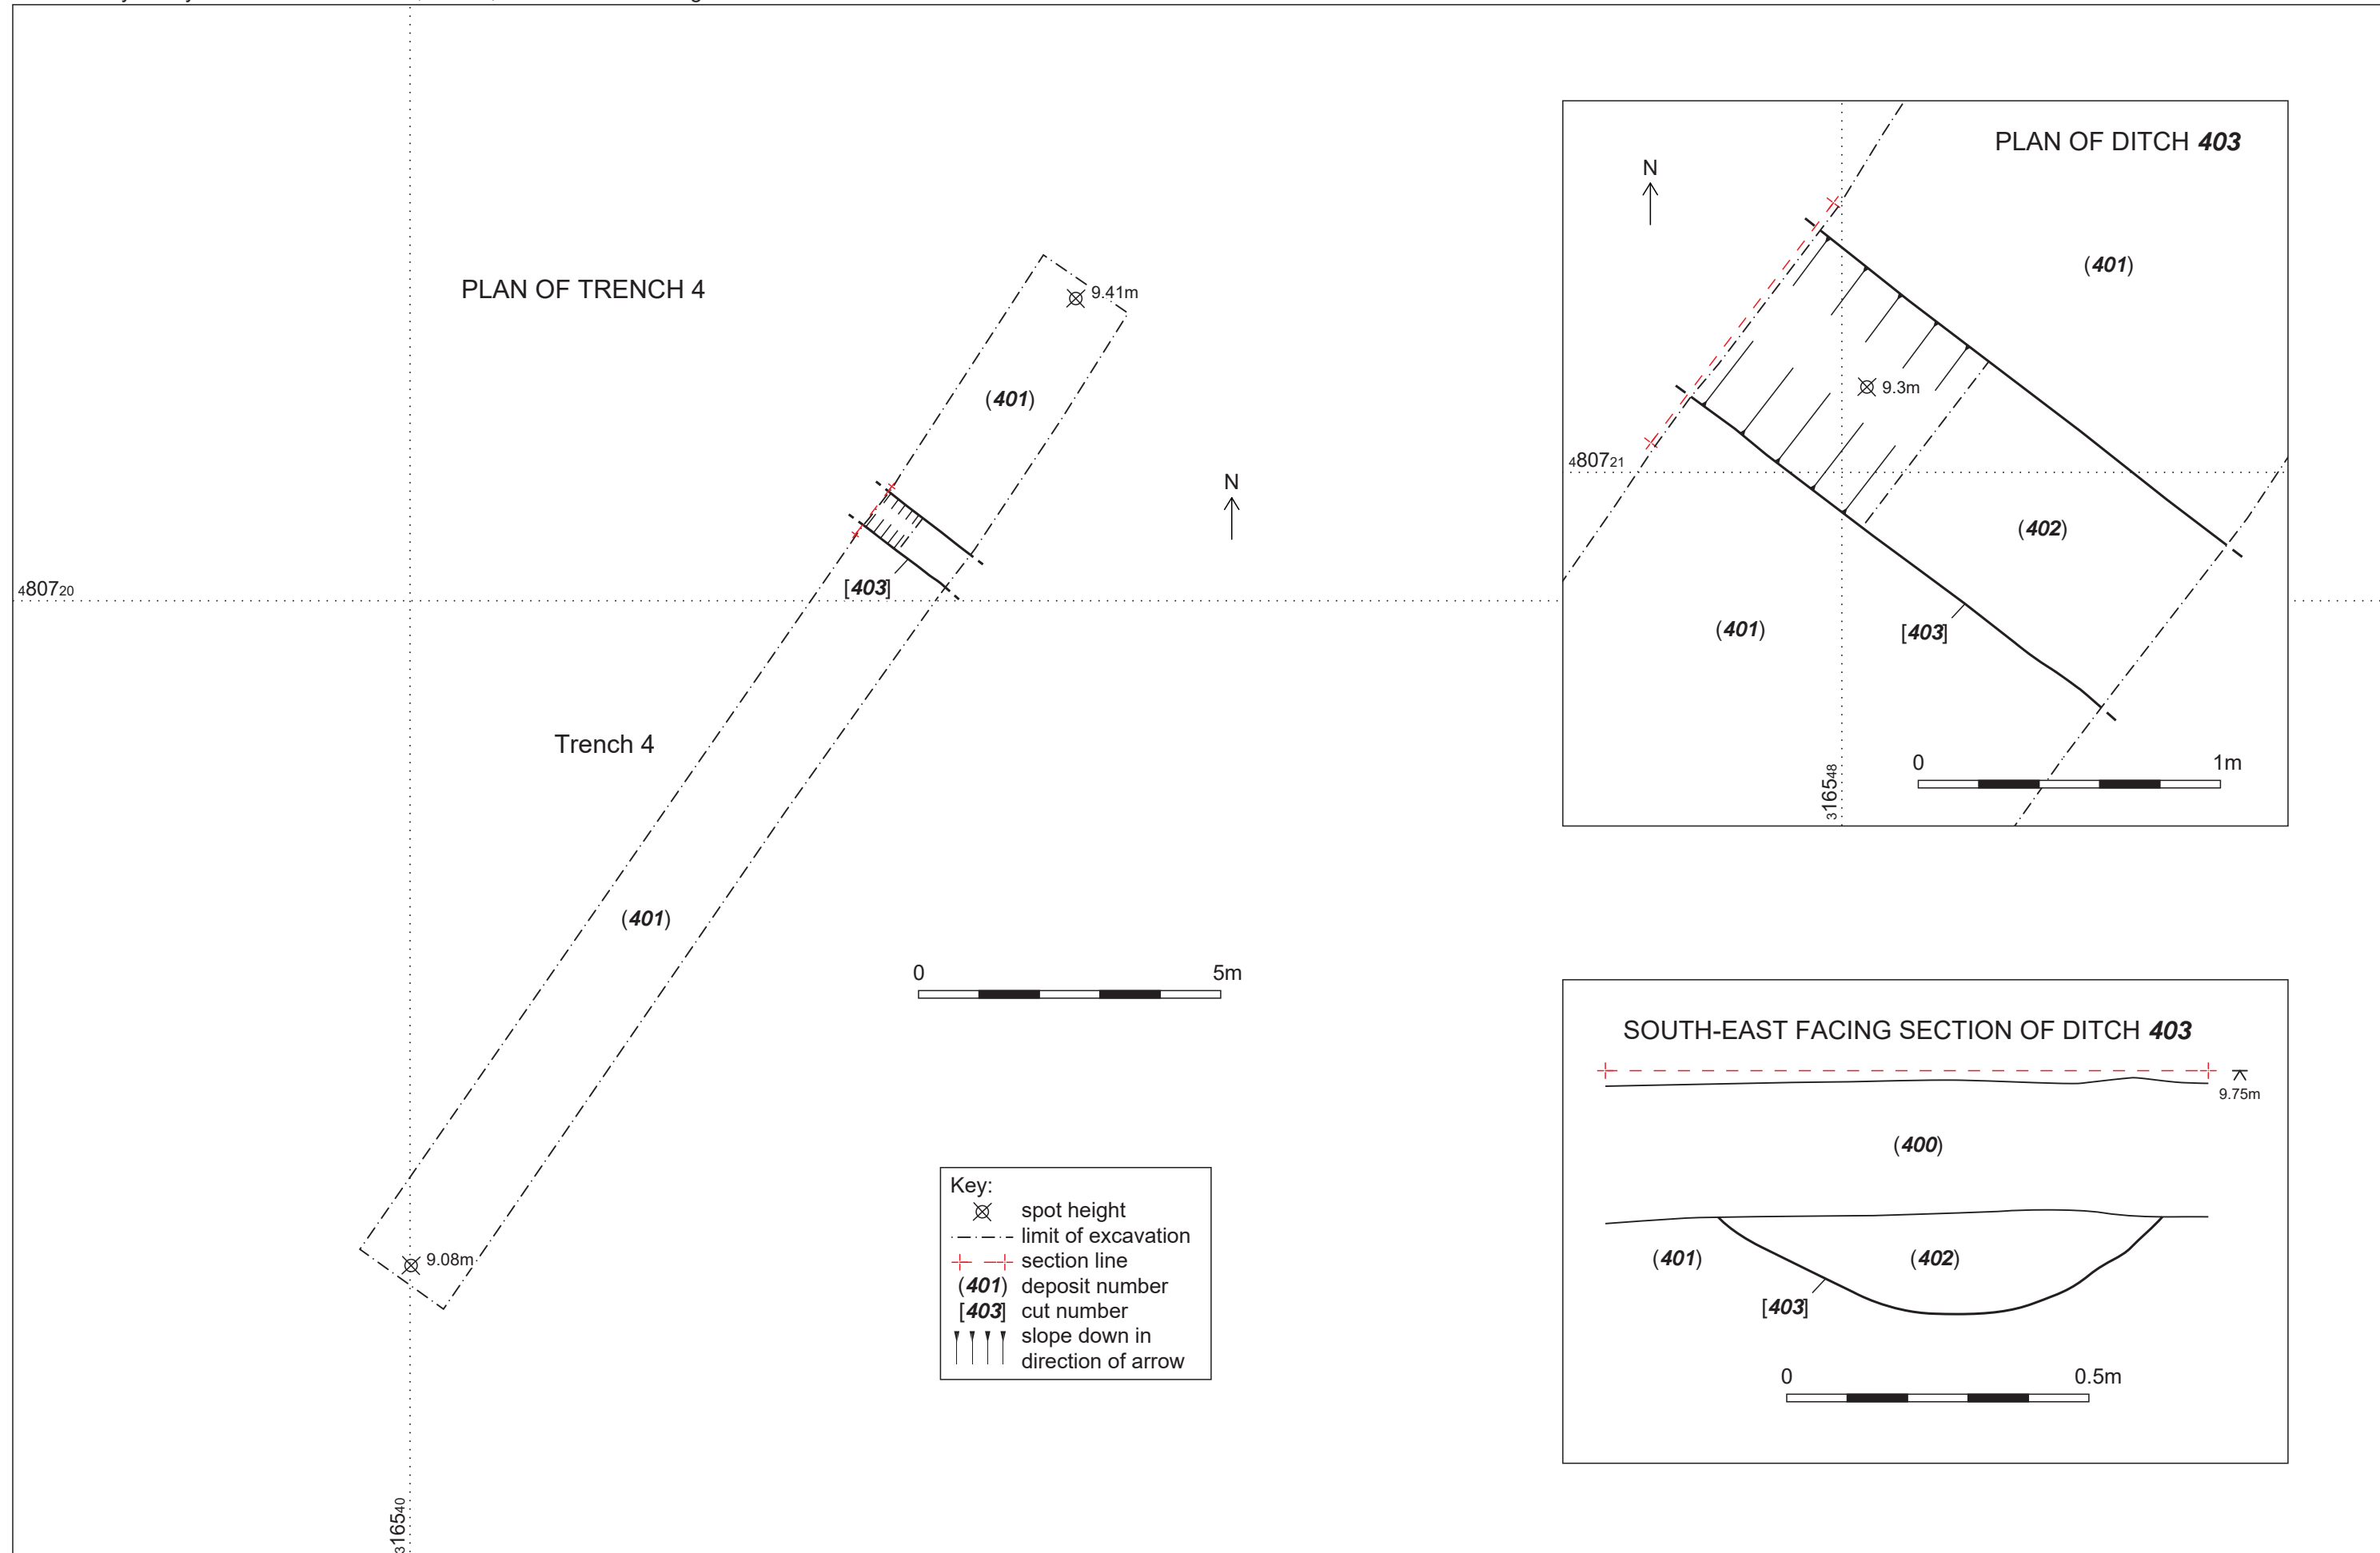 PLAN OF TRENCH 4
9.41m
(401)
N
[403]
480720
Trench 4
(401)
0 5m
9.08m
316540
Key:
spot height
limit of excavation
section line
(401) deposit number
[403] cut number
slope down in
direction of arrow
PLAN OF DITCH 403
N
(401)
9.3m
480721
(402)
(401)
[403]
316548
0 1m
SOUTH-EAST FACING SECTION OF DITCH 403
9.75m
(400)
(401)
(402)
[403]
0 0.5m